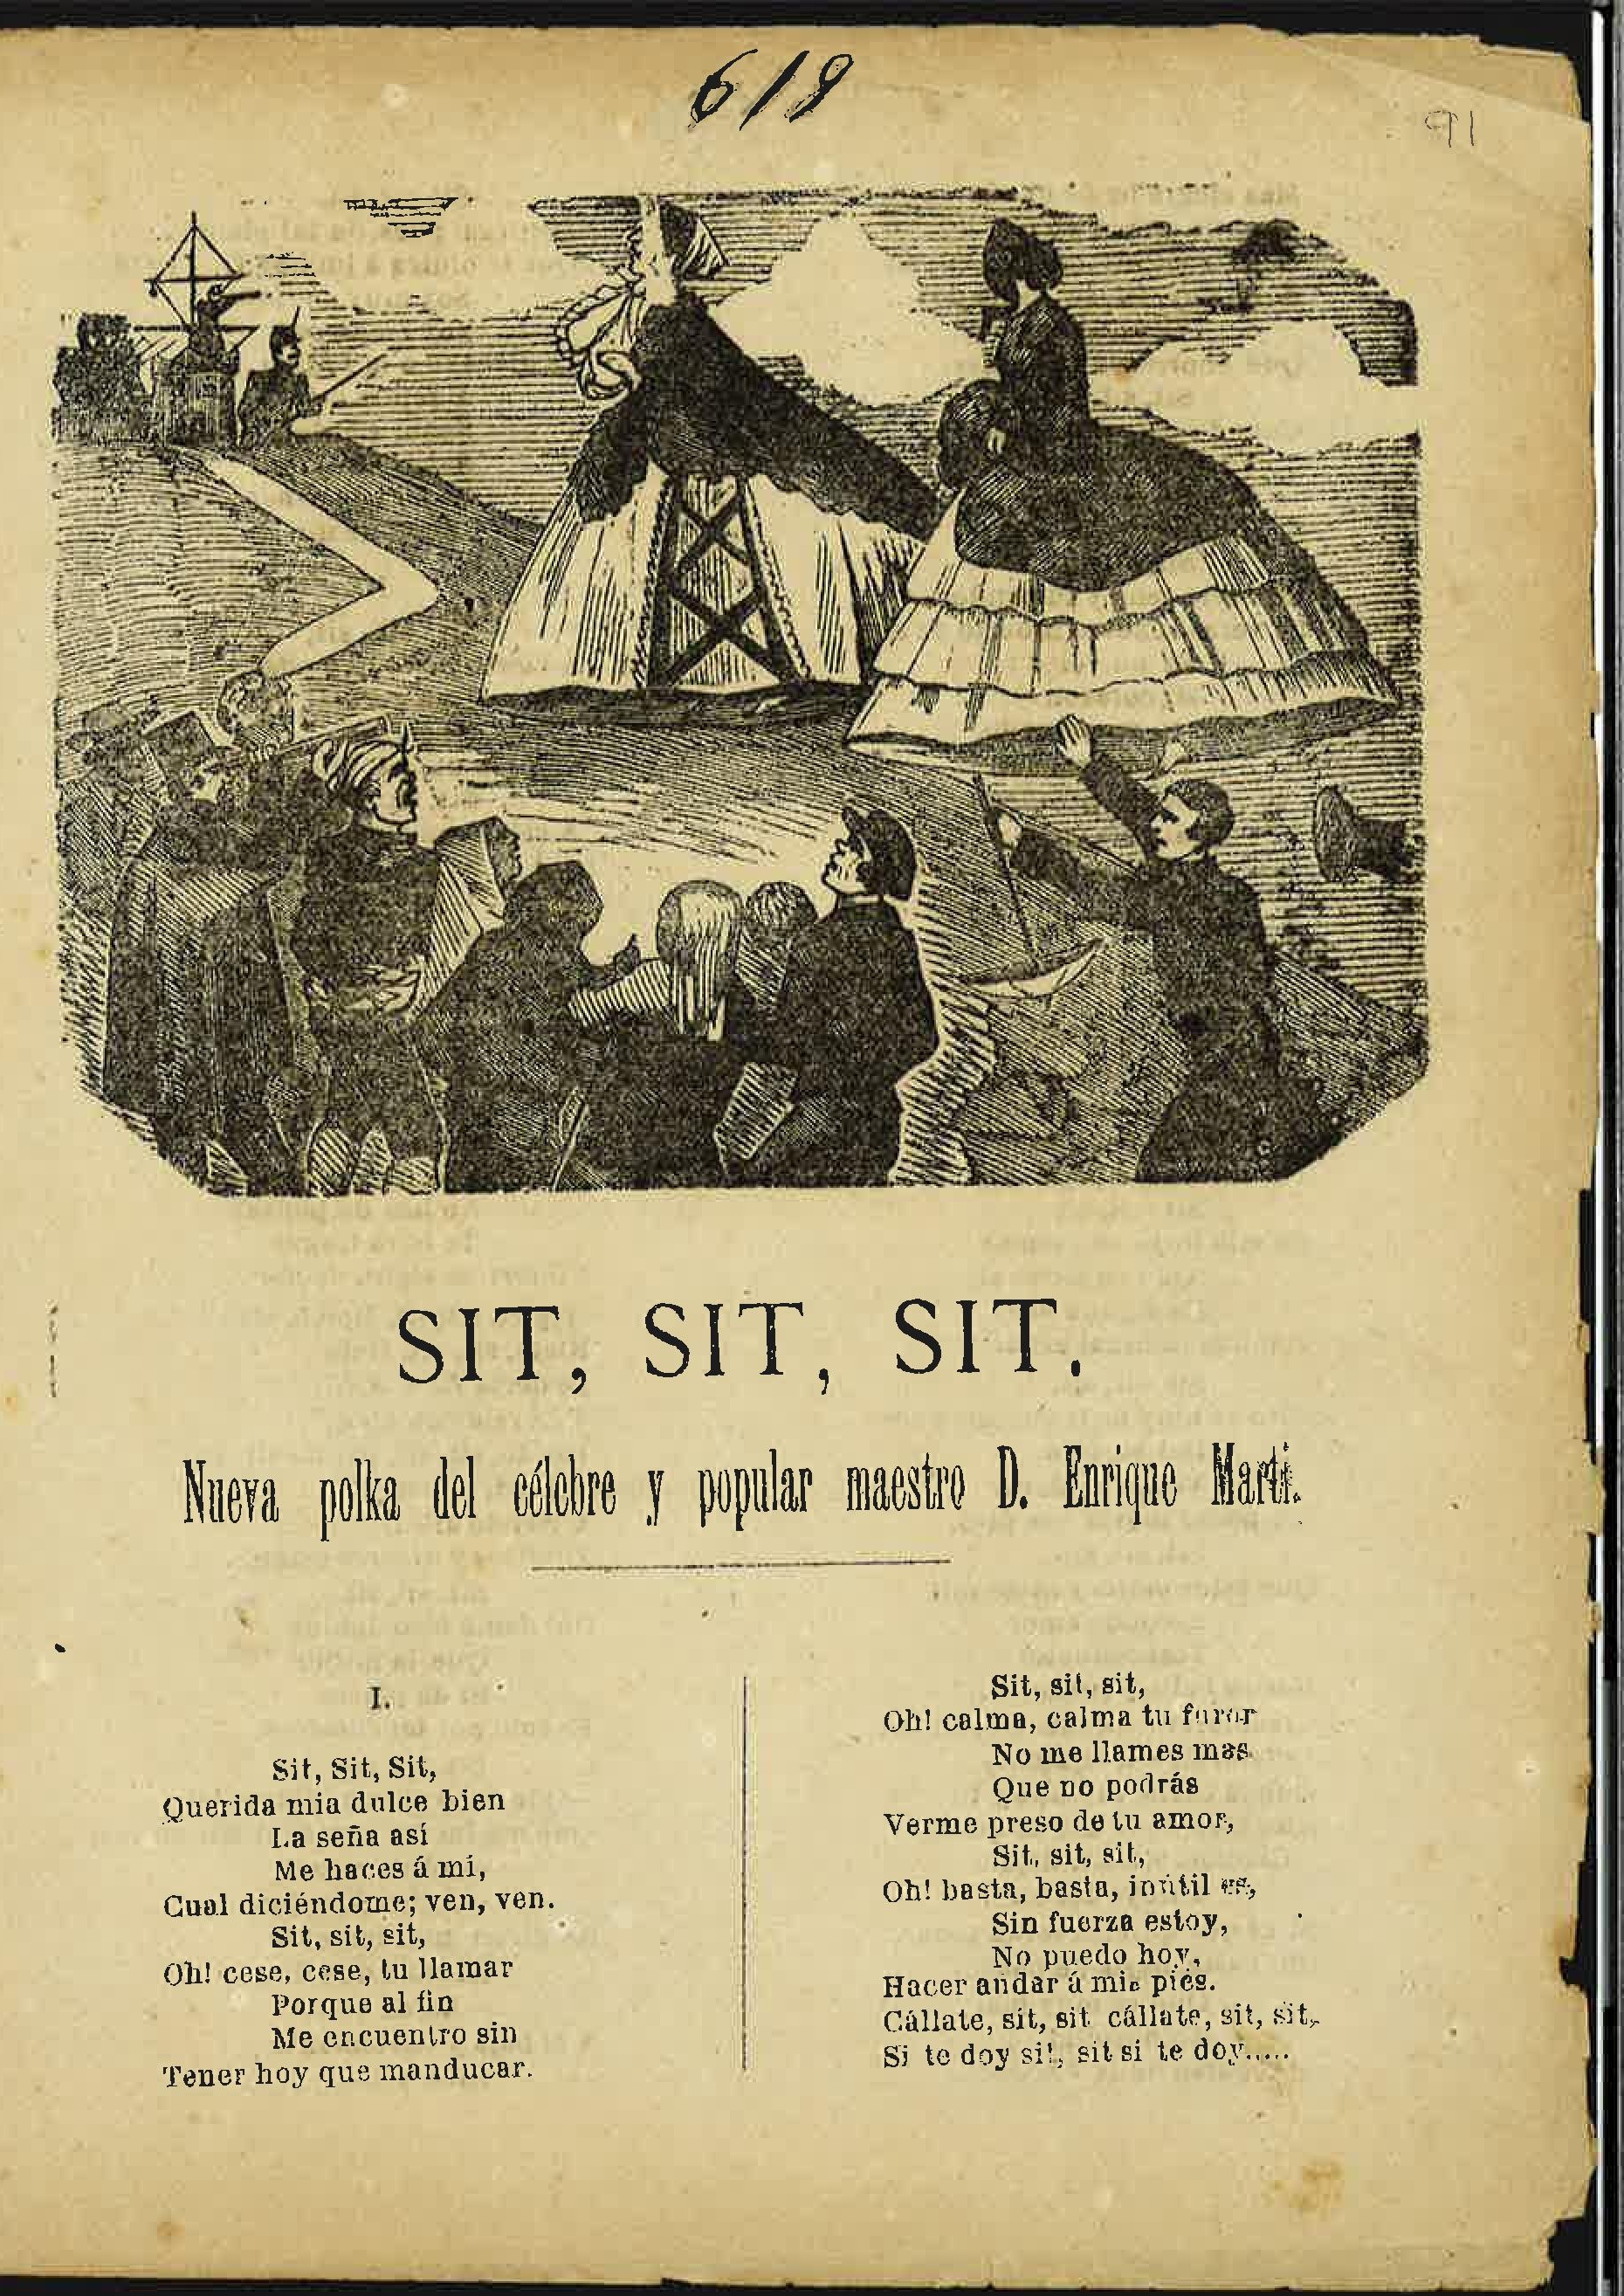 619
91
SIT, SIT, SIT.
Nueva polka del célebre y popular maestro D. Enrique Martí.
I.
Sit, Sit, Sit,
Querida mia dulce bien
La seña así
Me haces á mí,
Cual diciéndome; ven, ven.
Sit, sit, sit,
Oh! cese, cese, tu llamar
Porque al fin
Me encuentro sin
Tener hoy que manducar.
Sit, sit, sit,
Oh! calma, calma tu furor
No me llames mas
Que no podrás
Verme preso de tu amor,
Sit, sit, sit,
Oh! basta, basta, inútil es,
Sin fuerza estoy,
No puedo hoy,
Hacer andar á mis piés.
Cállate, sit, sit cállate, sit, sit,
Si te doy sit, sit si te doy.....